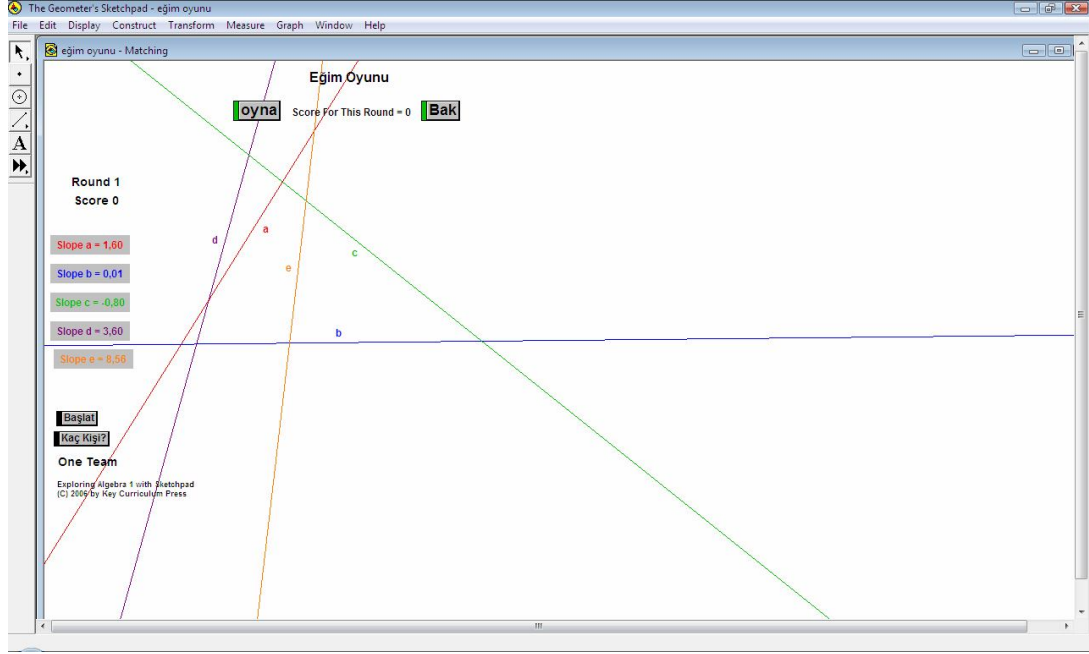 The Geometer's Sketchpad - eğim oyunu
File Edit Display Construct Transform Measure Graph Window Help
eğim oyunu - Matching
Eğim Oyunu
oyna Score For This Round = 0 Bak
Round 1
Score 0
a
d
Slope a = 1,60
c
e
Slope b = 0,01
Slope c = -0,80
Slope d = 3,60
b
Slope e = 8,56
Başlat
Kaç Kişi?
One Team
Exploring Algebra 1 with Sketchpad
(C) 2006 by Key Curriculum Press
A